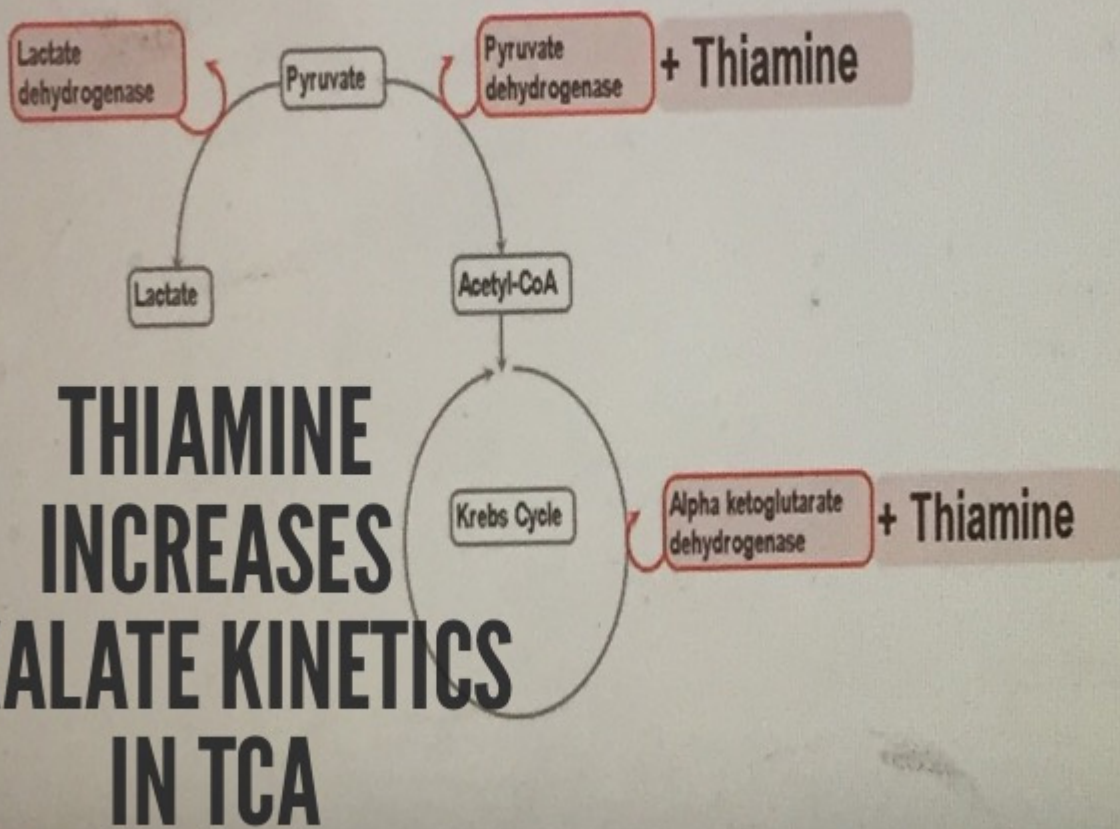 Lactate
dehydrogenase
Pyruvate
Pyruvate
dehydrogenase
+ Thiamine
Lactate
Acetyl-CoA
Krebs Cycle
Alpha ketoglutarate
dehydrogenase
+ Thiamine
THIAMINE
INCREASES
KINETICS
IN TCA